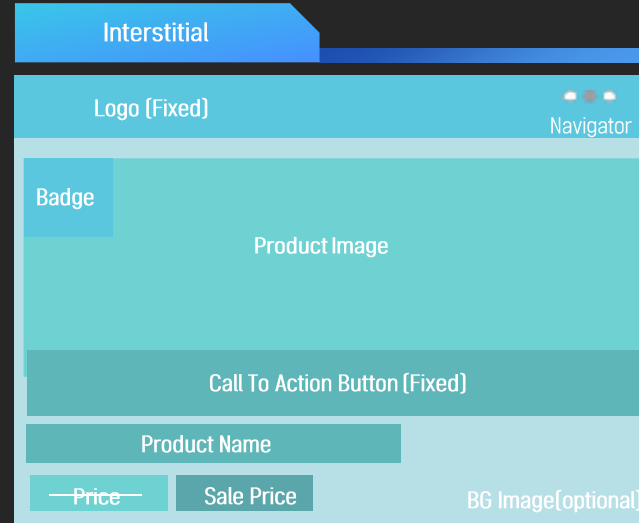 Interstitial
Logo (Fixed)
Navigator
Badge
Product Image
Call To Action Button (Fixed)
Product Name
Price
Sale Price
BG Image(optional)